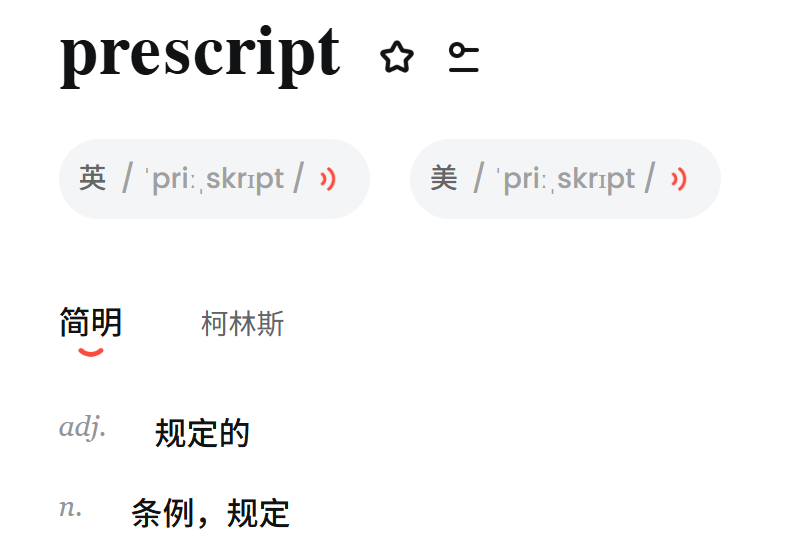 prescript
英 / ˈpriːˌskrɪpt / 美 / ˈpriːˌskrɪpt /
简明 柯林斯
adj. 规定的
n. 条例，规定